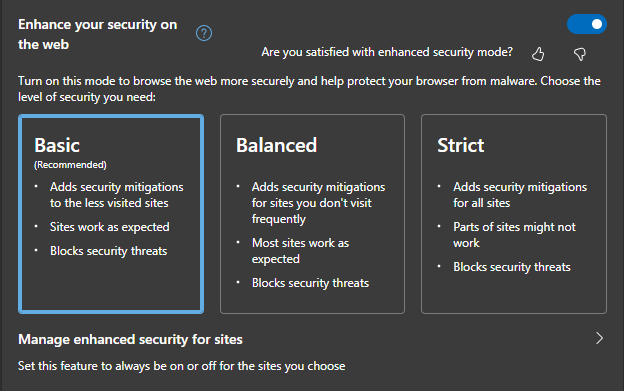 Enhance your security on
the web
?
Are you satisfied with enhanced security mode?
Turn on this mode to browse the web more securely and help protect your browser from malware. Choose the
level of security you need:
Basic
(Recommended)
• Adds security mitigations
to the less visited sites
• Sites work as expected
• Blocks security threats
Balanced
• Adds security mitigations
for sites you don't visit
frequently
• Most sites work as
expected
• Blocks security threats
Strict
• Adds security mitigations
for all sites
• Parts of sites might not
work
• Blocks security threats
Manage enhanced security for sites
Set this feature to always be on or off for the sites you choose